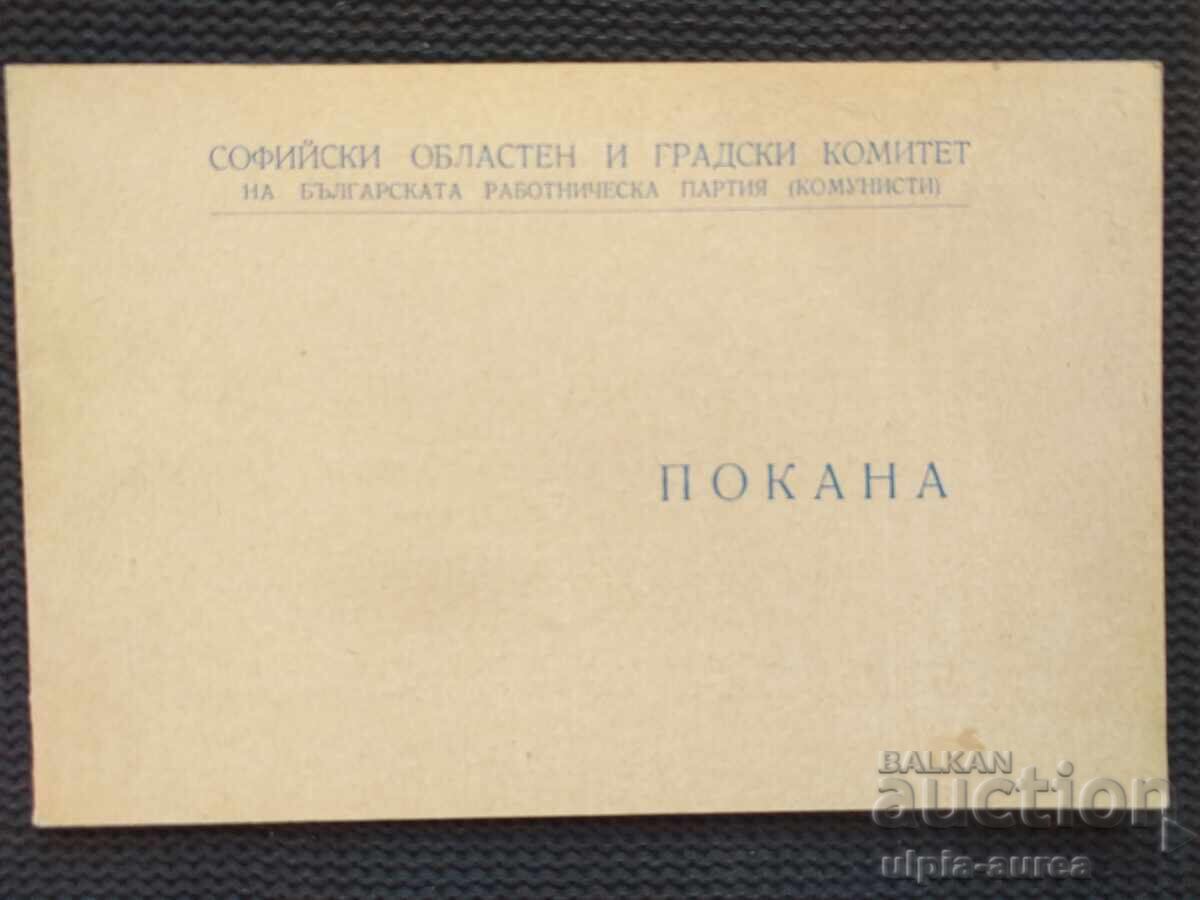 СОФИЙСКИ ОБЛАСТЕН И ГРАДСКИ КОМИТЕТ
НА БЪЛГАРСКАТА РАБОТНИЧЕСКА ПАРТИЯ (КОМУНИСТИ)
ПОКАНА
BALKAN
auction
ulpia-aurea